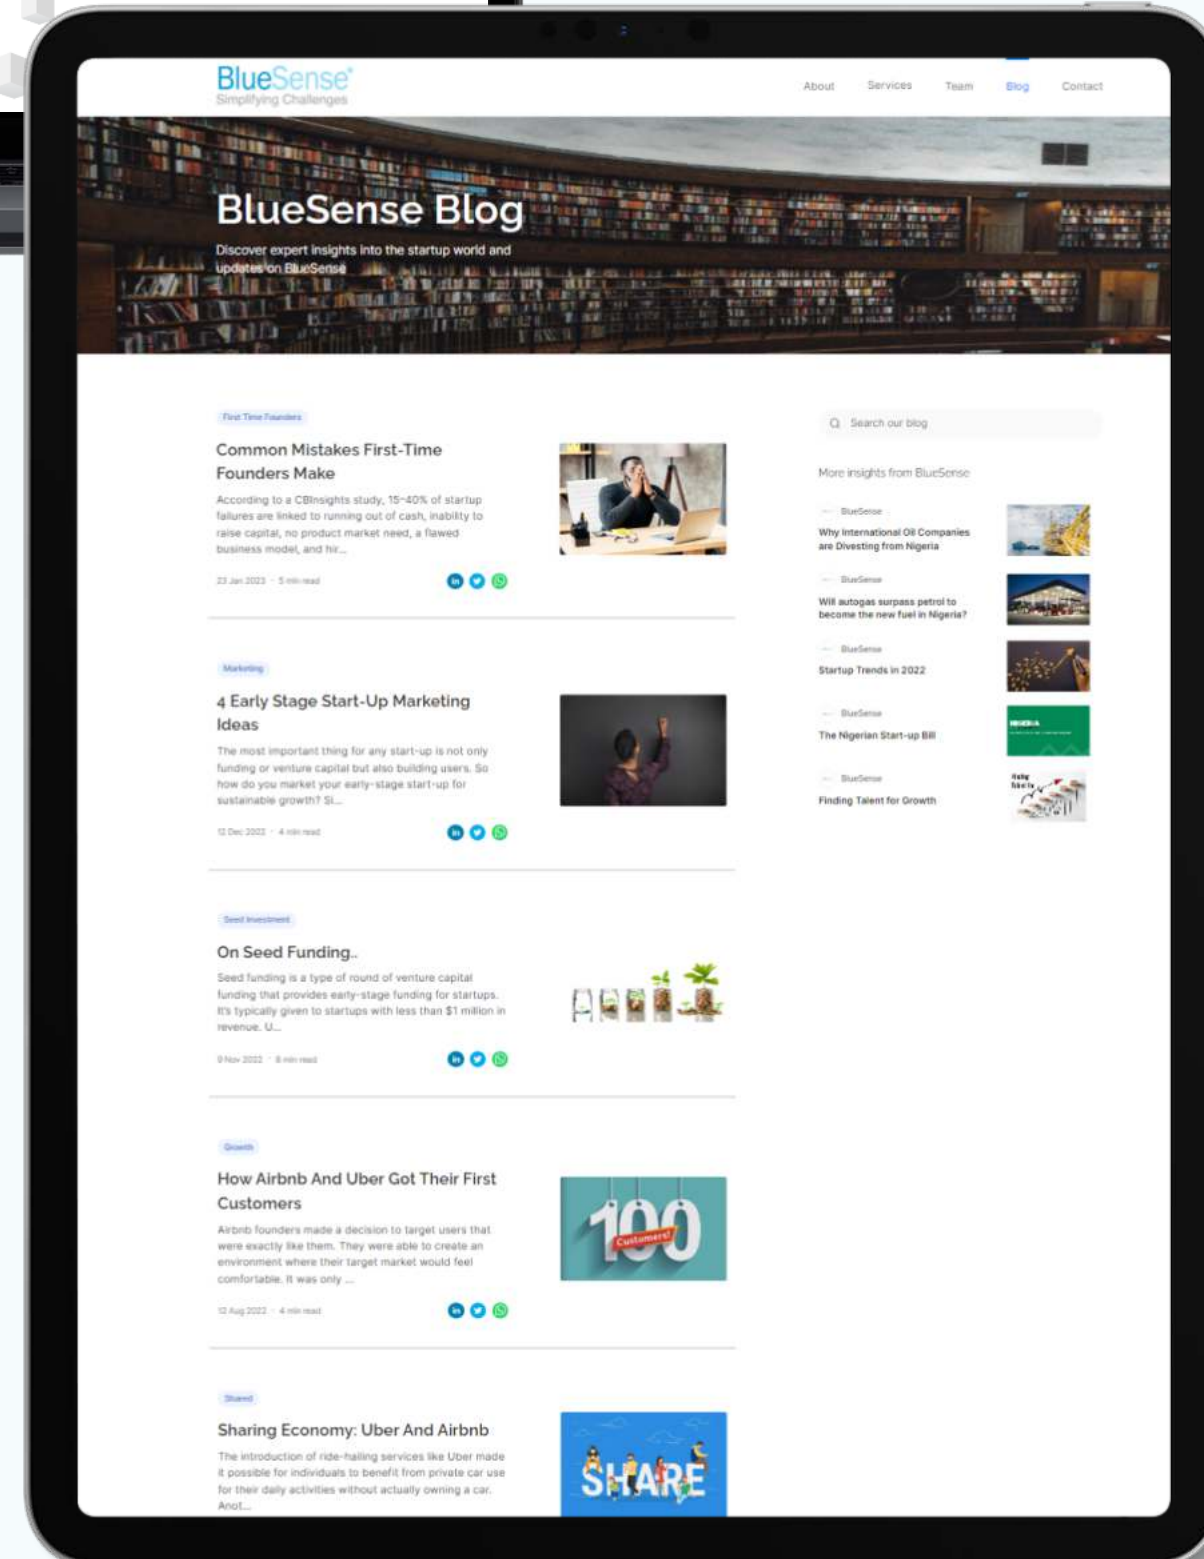 BlueSense
Simplifying Challenges
About
Services
Team
Blog
Contact
BlueSense Blog
Discover expert insights into the startup world and
updates on BlueSense
First Time Founders
Common Mistakes First-Time
Founders Make
According to a CBInsights study, 15-40% of startup
failures are linked to running out of cash, inability to
raise capital, no product market need, a flawed
business model, and hir...
23 Jan 2023 · 5 min read
Marketing
4 Early Stage Start-Up Marketing
Ideas
The most important thing for any start-up is not only
funding or venture capital but also building users. So
how do you market your early-stage start-up for
sustainable growth? Si...
12 Dec 2022 · 4 min read
Seed Investment
On Seed Funding..
Seed funding is a type of round of venture capital
funding that provides early-stage funding for startups.
It's typically given to startups with less than $1 million in
revenue. U...
9 Nov 2022 · 8 min read
Growth
How Airbnb And Uber Got Their First
Customers
Airbnb founders made a decision to target users that
were exactly like them. They were able to create an
environment where their target market would feel
comfortable. It was only ...
12 Aug 2022 · 4 min read
100
Customers!
Shared
Sharing Economy: Uber And Airbnb
The introduction of ride-hailing services like Uber made
it possible for individuals to benefit from private car use
for their daily activities without actually owning a car.
Anot...
SHARE
Search our blog
More insights from BlueSense
BlueSense
Why International Oil Companies
are Divesting from Nigeria
BlueSense
Will autogas surpass petrol to
become the new fuel in Nigeria?
BlueSense
Startup Trends in 2022
BlueSense
The Nigerian Start-up Bill
NIGERIA
BlueSense
Finding Talent for Growth